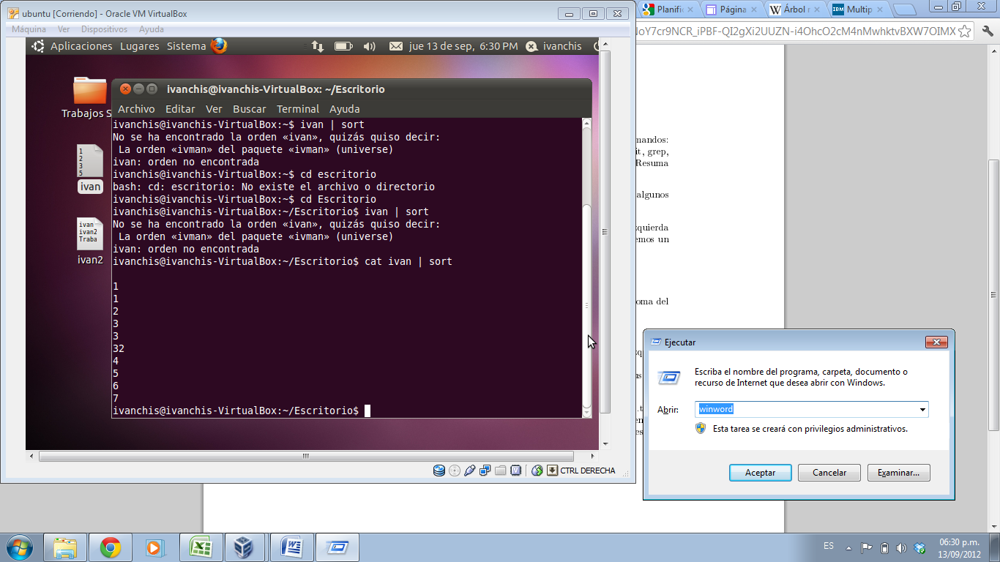 ubuntu [Corriendo] - Oracle VM VirtualBox
Máquina Ver Dispositivos Ayuda
Aplicaciones Lugares Sistema
jue 13 de sep, 6:30 PM ivanchis
Trabajos S
1
2
3
5
ivan
ivan
ivan2
Traba
ivan2
ivanchis@ivanchis-VirtualBox: ~/Escritorio
Archivo Editar Ver Buscar Terminal Ayuda
ivanchis@ivanchis-VirtualBox:~$ ivan | sort
No se ha encontrado la orden «ivan», quizás quiso decir:
La orden «ivman» del paquete «ivman» (universe)
ivan: orden no encontrada
ivanchis@ivanchis-VirtualBox:~$ cd escritorio
bash: cd: escritorio: No existe el archivo o directorio
ivanchis@ivanchis-VirtualBox:~$ cd Escritorio
ivanchis@ivanchis-VirtualBox:~/Escritorio$ ivan | sort
No se ha encontrado la orden «ivan», quizás quiso decir:
La orden «ivman» del paquete «ivman» (universe)
ivan: orden no encontrada
ivanchis@ivanchis-VirtualBox:~/Escritorio$ cat ivan | sort
1
1
2
3
3
32
4
5
6
7
ivanchis@ivanchis-VirtualBox:~/Escritorio$
CTRL DERECHA
Planifi
Página
Árbol
Multip
IBM
mandos:
it, grep,
Resuma
algunos
quierda
emos un
oma del
Ejecutar
Escriba el nombre del programa, carpeta, documento o
recurso de Internet que desea abrir con Windows.
Abrir: winword
Esta tarea se creará con privilegios administrativos.
Aceptar Cancelar Examinar...
ES
06:30 p.m.
13/09/2012